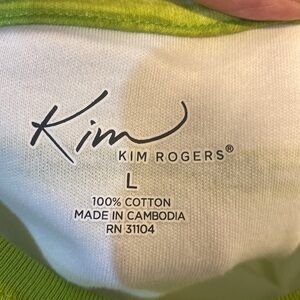 Kim
KIM ROGERS®
L
100% COTTON
MADE IN CAMBODIA
RN 31104